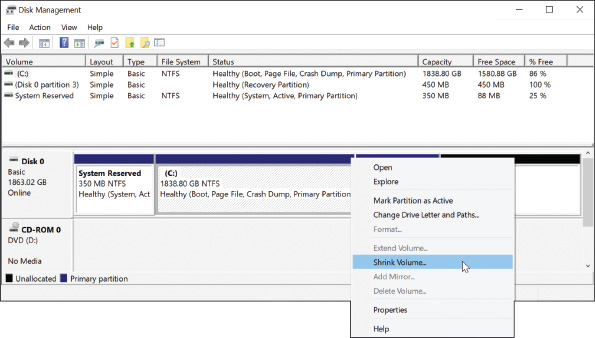 Disk Management
File Action View Help
Volume Layout Type File System Status Capacity Free Space % Free
(C:) Simple Basic NTFS Healthy (Boot, Page File, Crash Dump, Primary Partition) 1838.80 GB 1580.88 GB 86 %
(Disk 0 partition 3) Simple Basic Healthy (Recovery Partition) 450 MB 450 MB 100 %
System Reserved Simple Basic NTFS Healthy (System, Active, Primary Partition) 350 MB 88 MB 25 %
Disk 0
Basic
1863.02 GB
Online
System Reserved
350 MB NTFS
Healthy (System, Act
(C:)
1838.80 GB NTFS
Healthy (Boot, Page File, Crash Dump, Primary Partition
CD-ROM 0
DVD (D:)
No Media
Unallocated Primary partition
Open
Explore
Mark Partition as Active
Change Drive Letter and Paths...
Format...
Extend Volume...
Shrink Volume...
Add Mirror...
Delete Volume...
Properties
Help